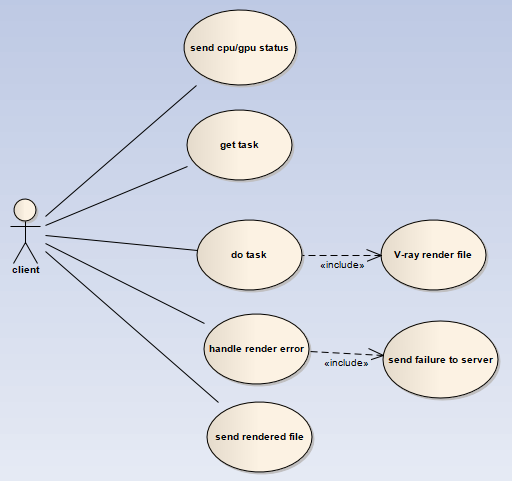 send cpu/gpu status
get task
client
do task
«include»
V-ray render file
handle render error
«include»
send failure to server
send rendered file